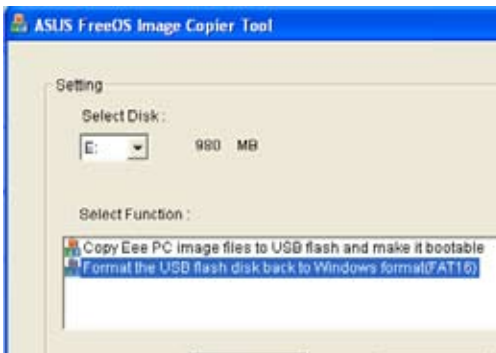 ASUS FreeOS Image Copier Tool
Setting
Select Disk :
E: 980 MB
Select Function :
Copy Eee PC image files to USB flash and make it bootable
Format the USB flash disk back to Windows format(FAT16)